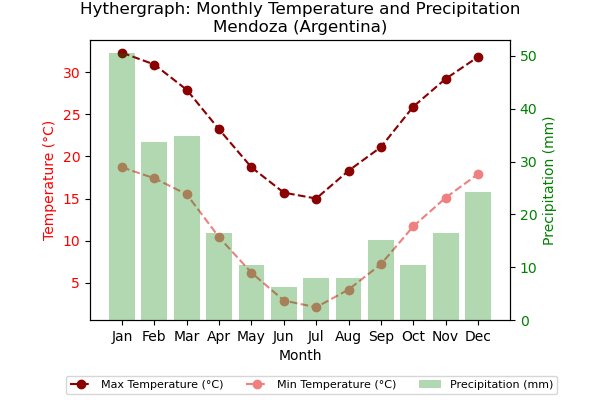 Hythergraph: Monthly Temperature and Precipitation
Mendoza (Argentina)
30
25
20
15
10
5
Temperature (°C)
50
40
30
20
10
0
Precipitation (mm)
Jan Feb Mar Apr May Jun Jul Aug Sep Oct Nov Dec
Month
Max Temperature (°C) Min Temperature (°C) Precipitation (mm)